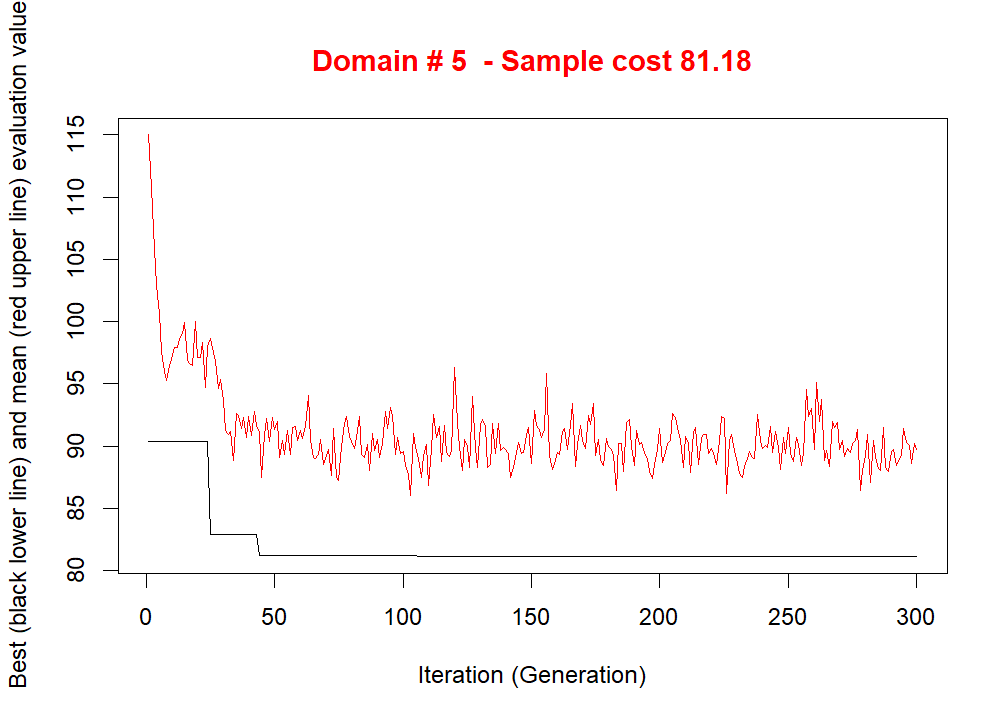 Domain # 5  - Sample cost 81.18
Best (black lower line) and mean (red upper line) evaluation value
115
110
105
100
95
90
85
80
0 50 100 150 200 250 300
Iteration (Generation)